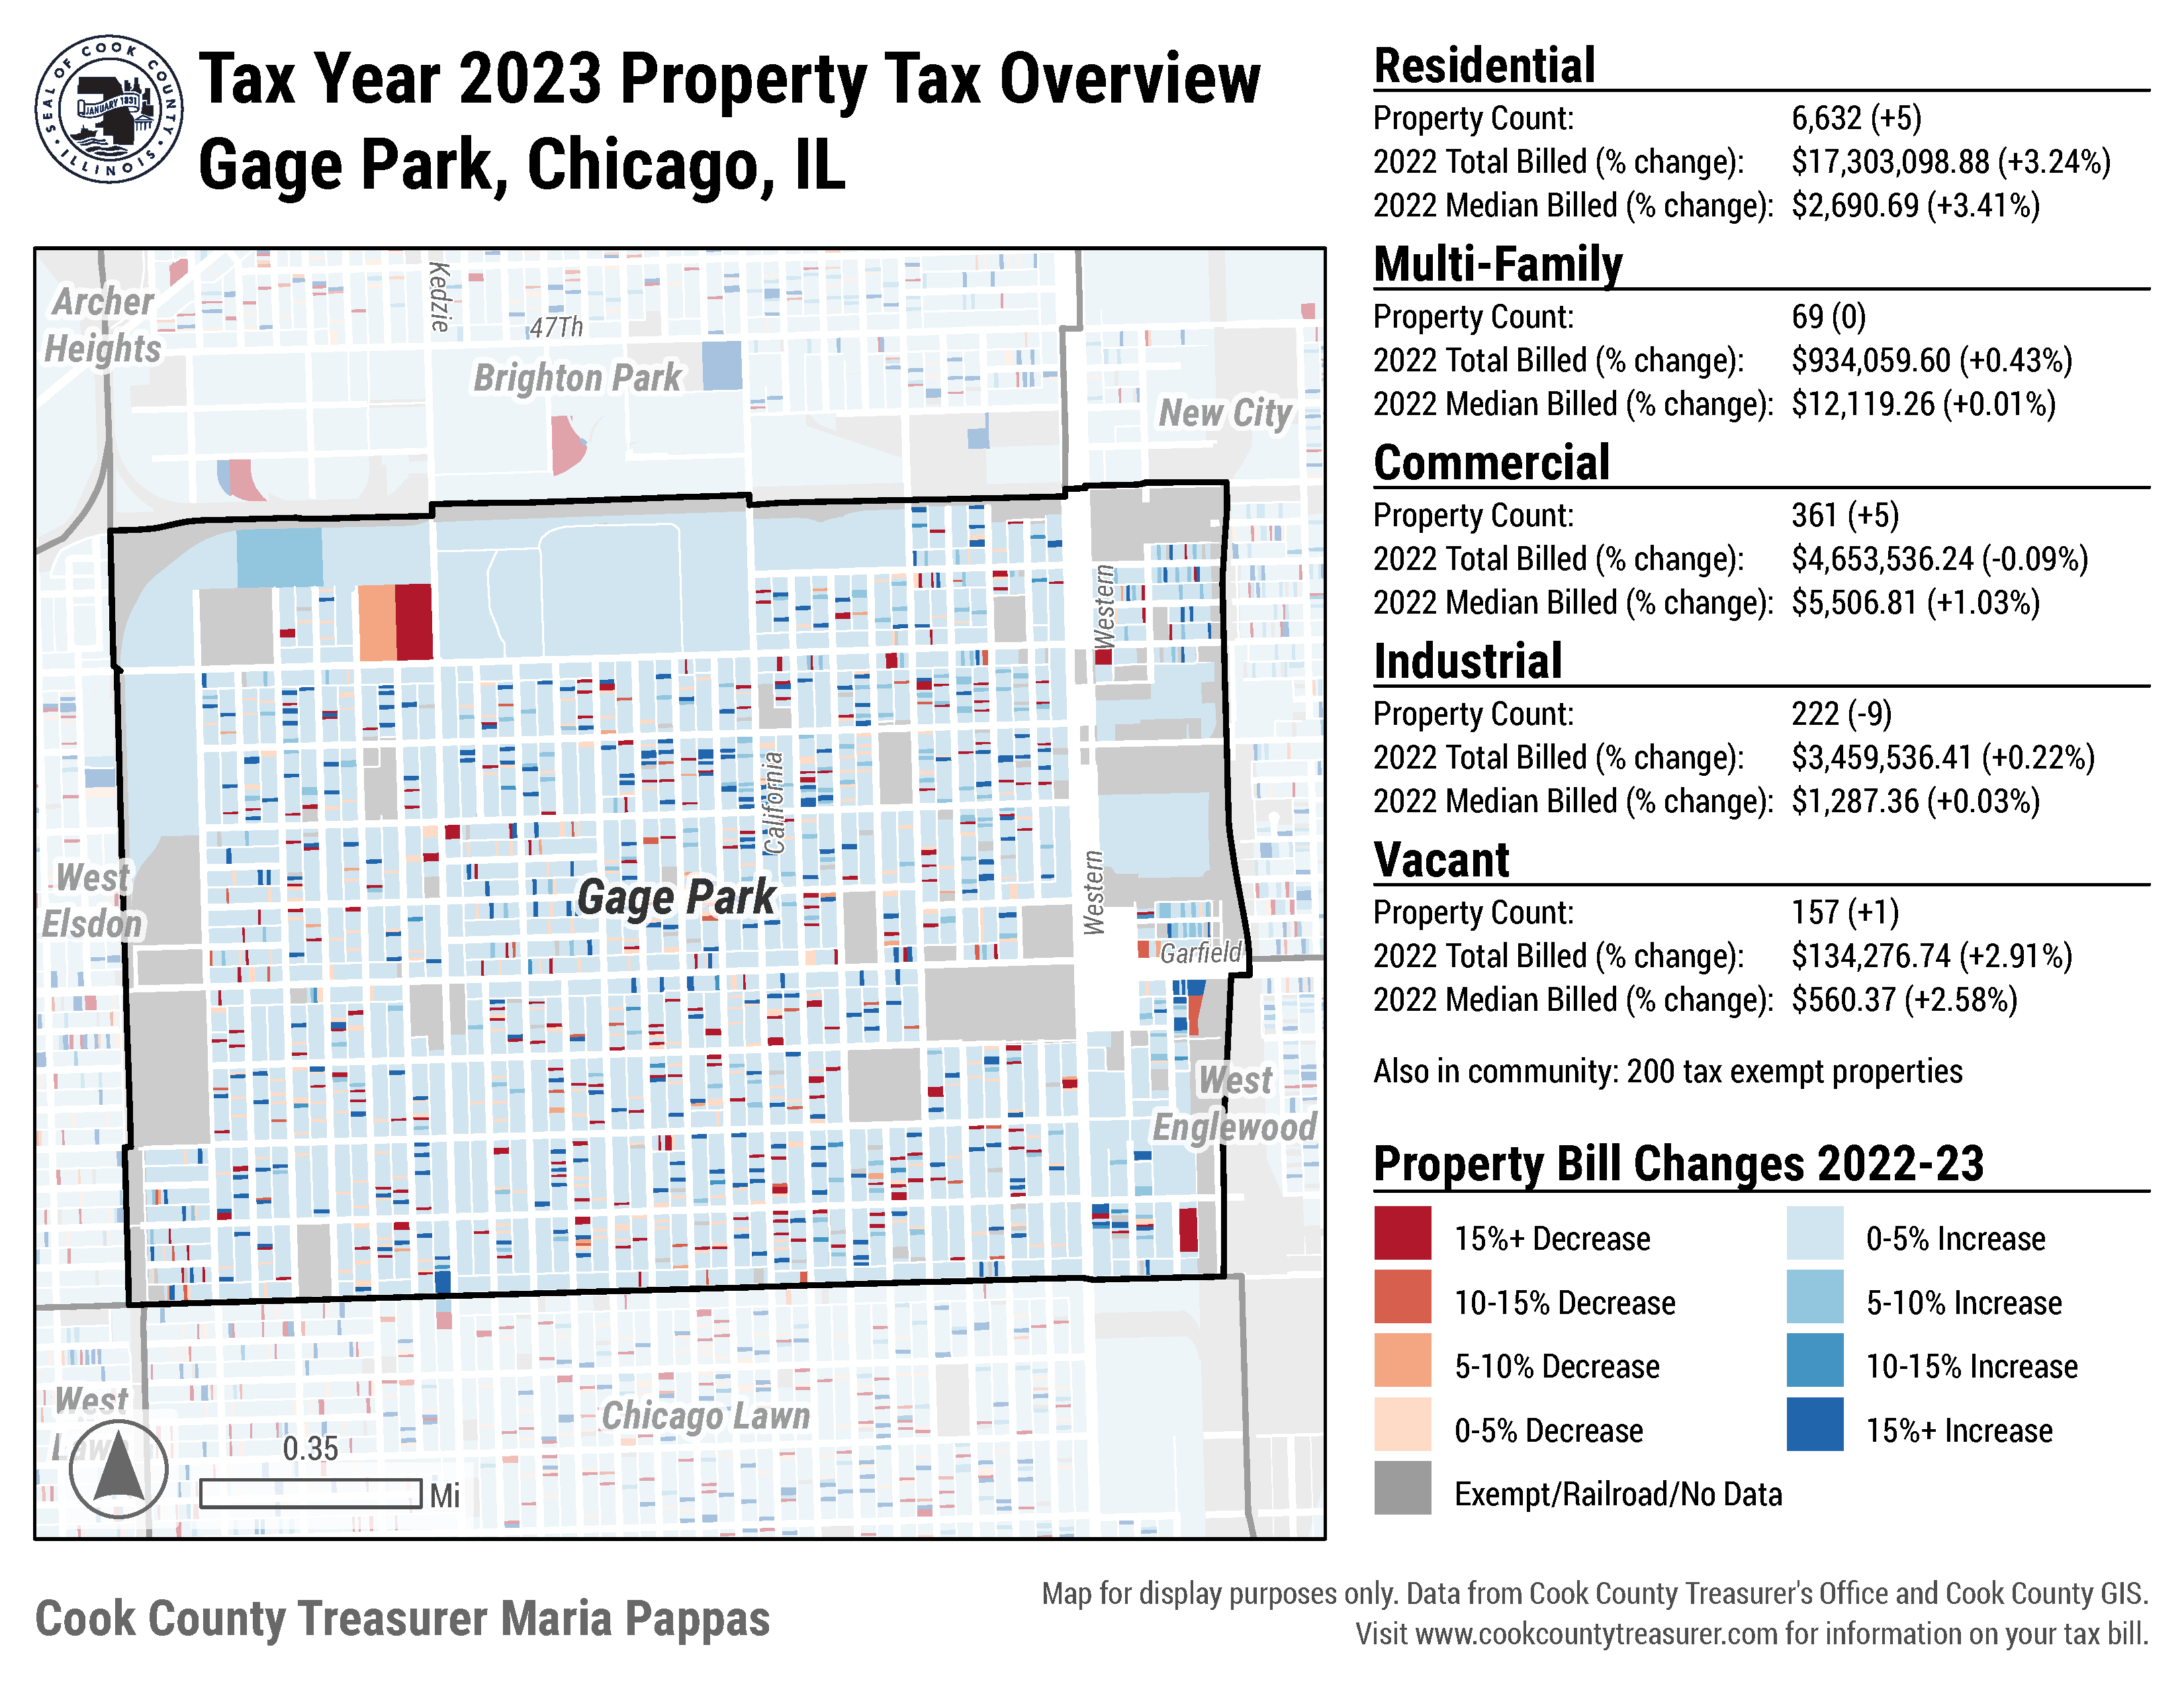 SEAL OF COOK COUNTY
• ILLINOIS •
JANUARY 1831
Tax Year 2023 Property Tax Overview
Gage Park, Chicago, IL
Archer
Heights
Kedzie
47Th
Brighton Park
New City
Western
California
West
Elsdon
Gage Park
Western
Garfield
West
Englewood
West
Lawn
Chicago Lawn
0.35
Mi
Residential
Property Count: 6,632 (+5)
2022 Total Billed (% change): $17,303,098.88 (+3.24%)
2022 Median Billed (% change): $2,690.69 (+3.41%)
Multi-Family
Property Count: 69 (0)
2022 Total Billed (% change): $934,059.60 (+0.43%)
2022 Median Billed (% change): $12,119.26 (+0.01%)
Commercial
Property Count: 361 (+5)
2022 Total Billed (% change): $4,653,536.24 (-0.09%)
2022 Median Billed (% change): $5,506.81 (+1.03%)
Industrial
Property Count: 222 (-9)
2022 Total Billed (% change): $3,459,536.41 (+0.22%)
2022 Median Billed (% change): $1,287.36 (+0.03%)
Vacant
Property Count: 157 (+1)
2022 Total Billed (% change): $134,276.74 (+2.91%)
2022 Median Billed (% change): $560.37 (+2.58%)
Also in community: 200 tax exempt properties
Property Bill Changes 2022-23
15%+ Decrease
10-15% Decrease
5-10% Decrease
0-5% Decrease
Exempt/Railroad/No Data
0-5% Increase
5-10% Increase
10-15% Increase
15%+ Increase
Cook County Treasurer Maria Pappas
Map for display purposes only. Data from Cook County Treasurer's Office and Cook County GIS.
Visit www.cookcountytreasurer.com for information on your tax bill.